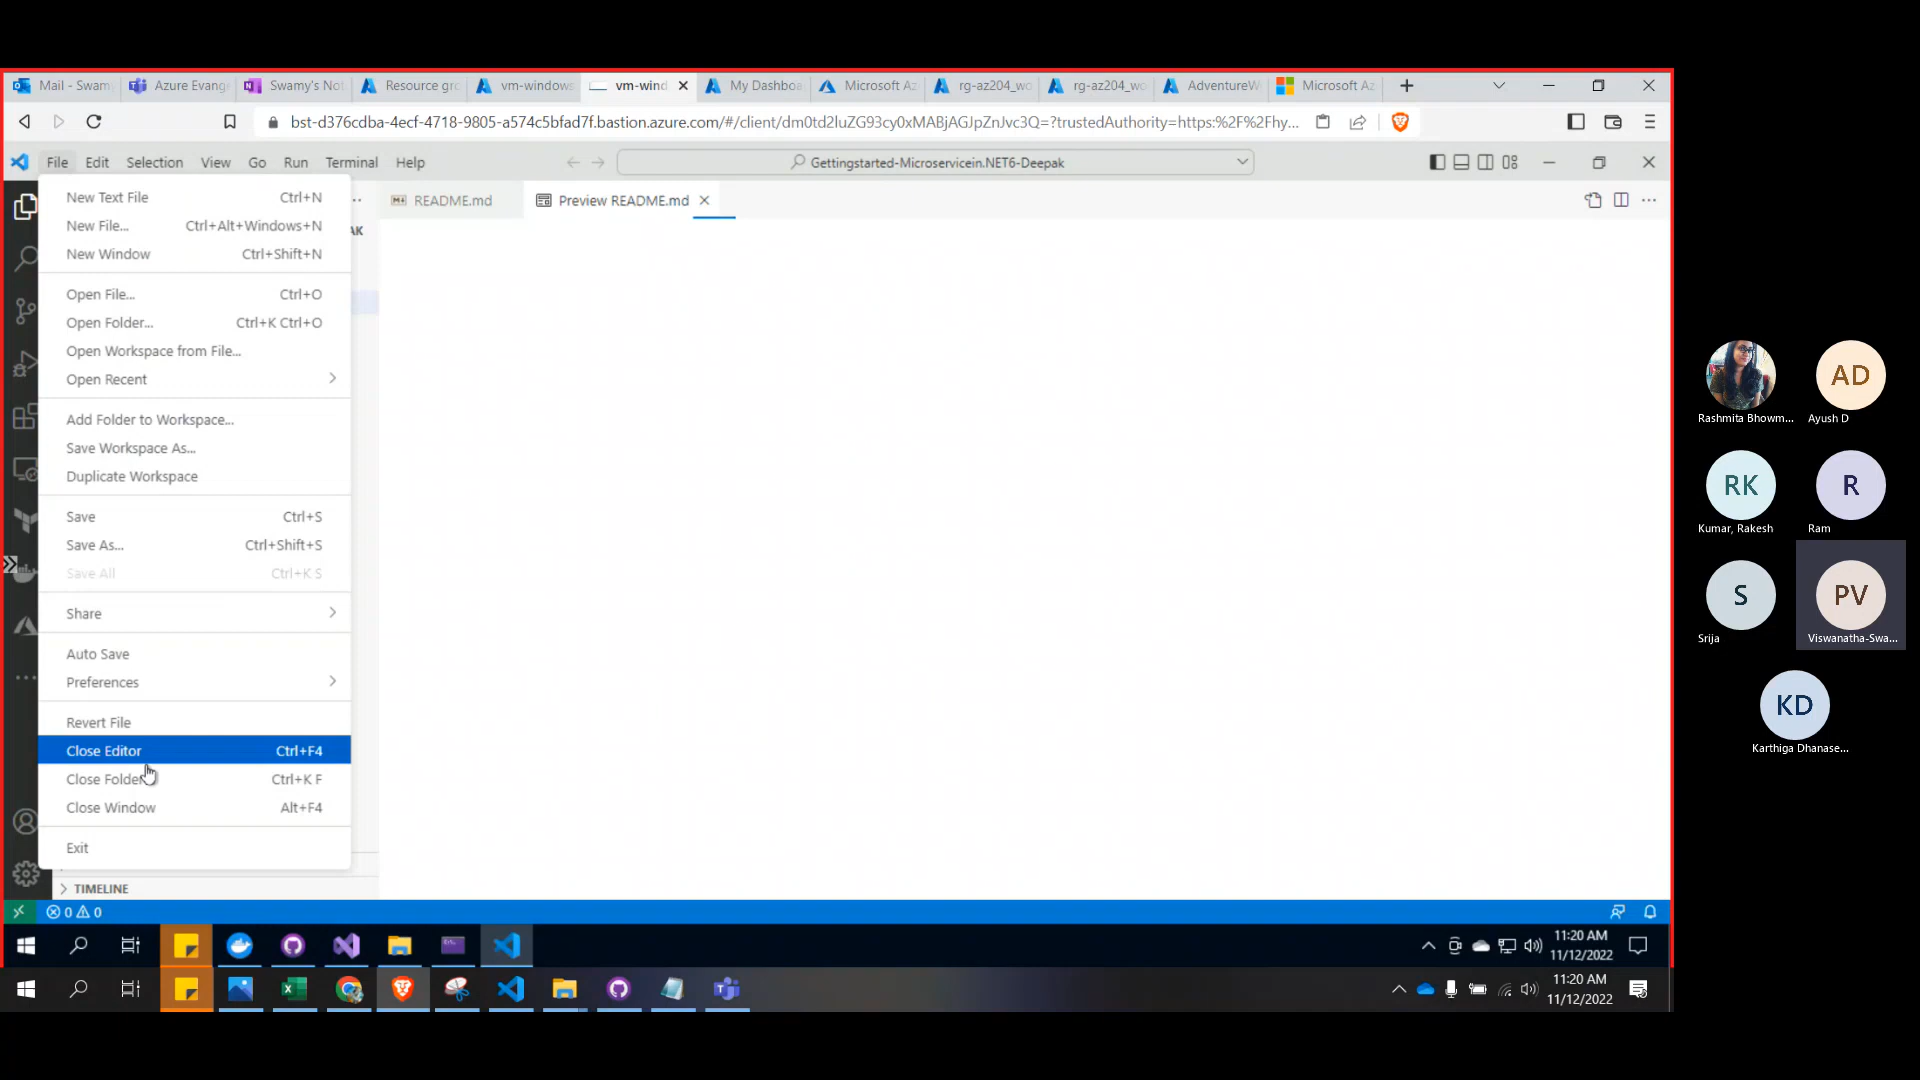 Mail - Swamy
Azure Evang
Swamy's Not
Resource gro
vm-windows
vm-wind
My Dashboa
Microsoft Az
rg-az204_wo
rg-az204_wo
AdventureW
Microsoft Az
bst-d376cdba-4ecf-4718-9805-a574c5bfad7f.bastion.azure.com/#/client/dm0td2luZG93cy0xMABjAGJpZnJvc3Q=?trustedAuthority=https:%2F%2Fhy...
File Edit Selection View Go Run Terminal Help
Gettingstarted-Microservicein.NET6-Deepak
README.md
Preview README.md
AK
New Text File Ctrl+N
New File... Ctrl+Alt+Windows+N
New Window Ctrl+Shift+N
Open File... Ctrl+O
Open Folder... Ctrl+K Ctrl+O
Open Workspace from File...
Open Recent
Add Folder to Workspace...
Save Workspace As...
Duplicate Workspace
Save Ctrl+S
Save As... Ctrl+Shift+S
Save All Ctrl+K S
Share
Auto Save
Preferences
Revert File
Close Editor Ctrl+F4
Close Folder Ctrl+K F
Close Window Alt+F4
Exit
TIMELINE
0 0
11:20 AM
11/12/2022
11:20 AM
11/12/2022
Rashmita Bhowm...
AD
Ayush D
RK
Kumar, Rakesh
R
Ram
S
Srija
PV
Viswanatha-Swa...
KD
Karthiga Dhanase...